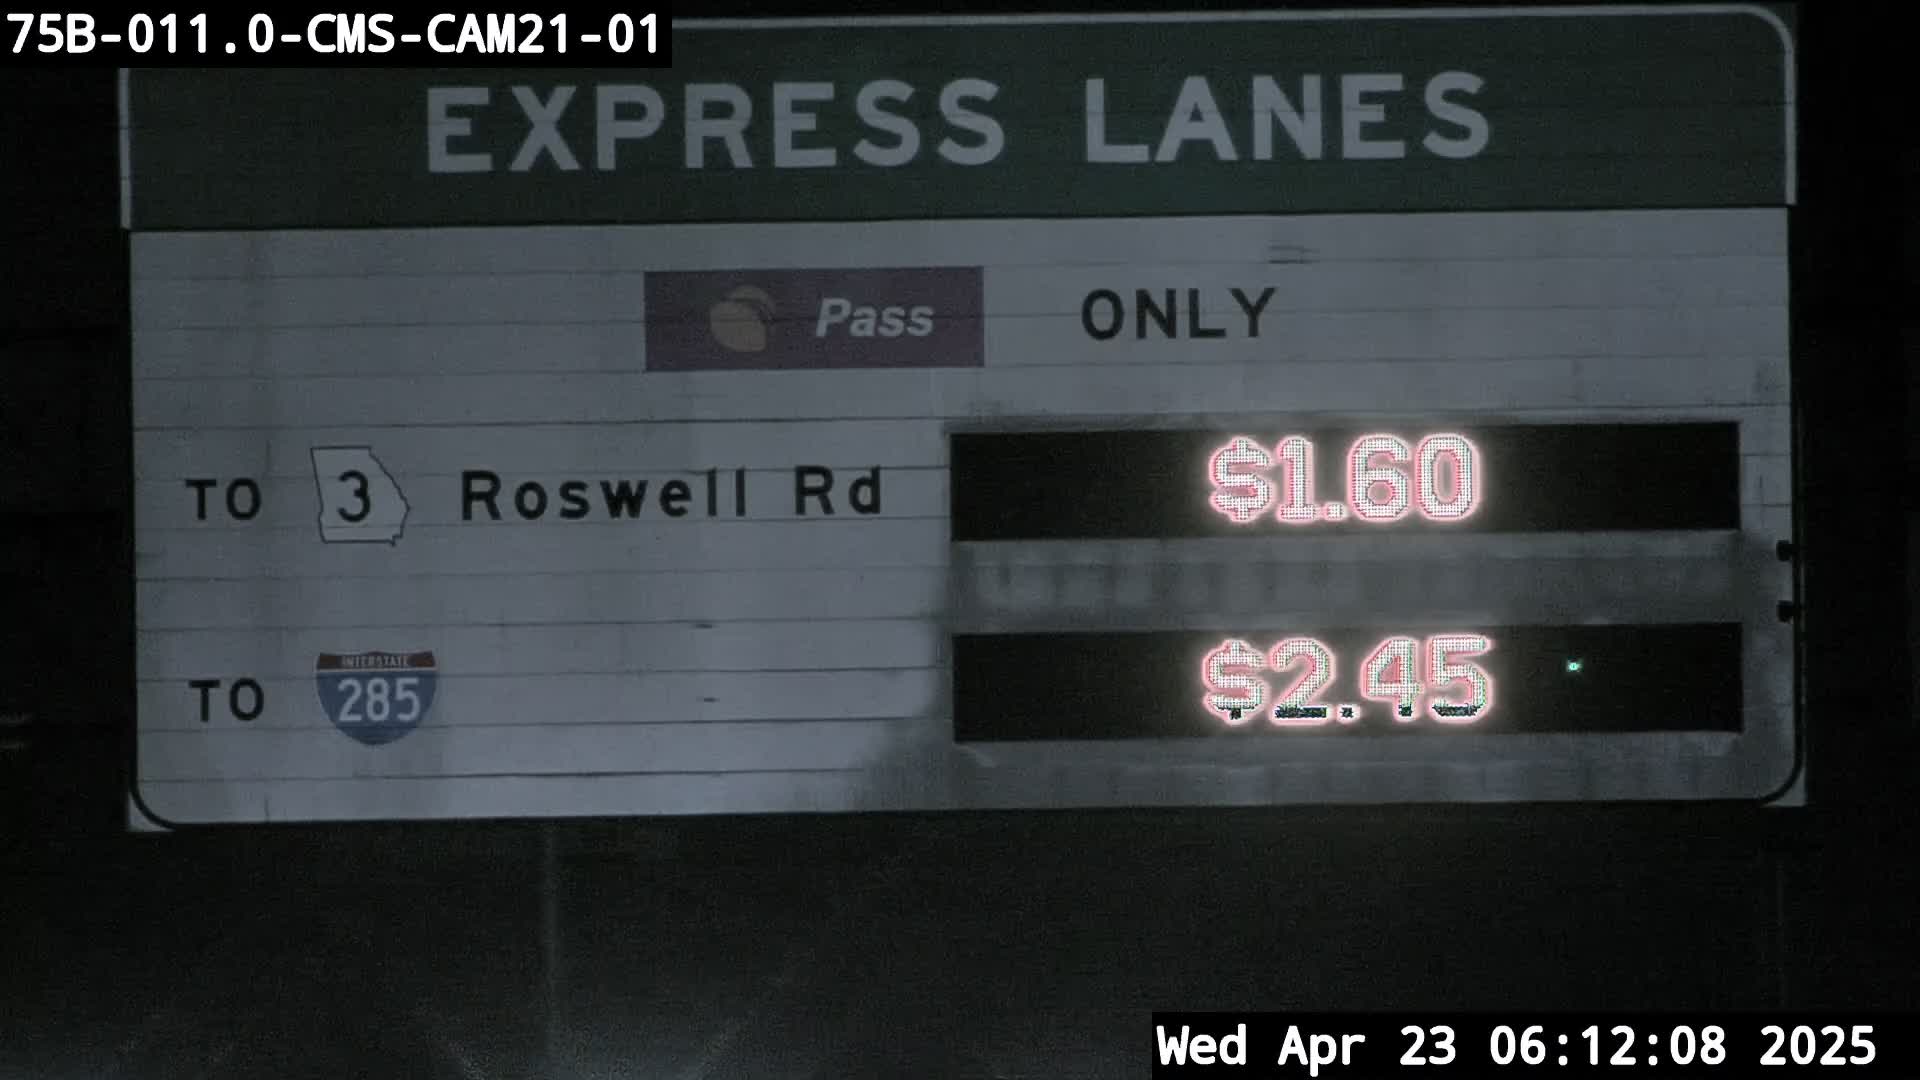 75B-011.0-CMS-CAM21-01
EXPRESS LANES
Pass ONLY
TO 3 Roswell Rd $1.60
TO INTERSTATE 285 $2.45
Wed Apr 23 06:12:08 2025